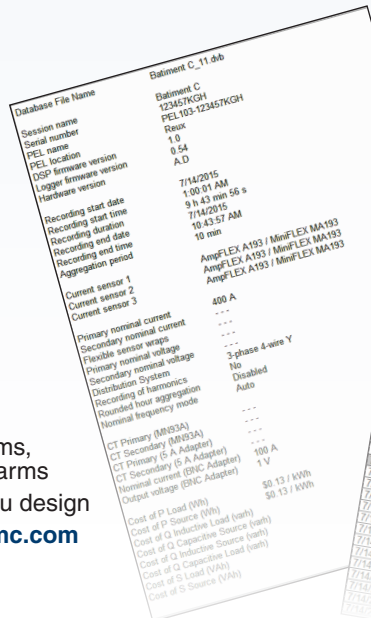 Database File Name Batiment C_11.dvb
Session name Batiment C
Serial number 123457KGH
PEL name PEL103-123457KGH
PEL location Reux
DSP firmware version 1.0
Logger firmware version 0.54
Hardware version A.D
Recording start date 7/14/2015
Recording start time 1:00:01 AM
Recording duration 9 h 43 min 56 s
Recording end date 7/14/2015
Recording end time 10:43:57 AM
Aggregation period 10 min
Current sensor 1 AmpFLEX A193 / MiniFLEX MA193
Current sensor 2 AmpFLEX A193 / MiniFLEX MA193
Current sensor 3 AmpFLEX A193 / MiniFLEX MA193
Primary nominal current 400 A
Secondary nominal current ---
Flexible sensor wraps ---
Primary nominal voltage ---
Secondary nominal voltage ---
Distribution System 3-phase 4-wire Y
Recording of harmonics No
Rounded hour aggregation Disabled
Nominal frequency mode Auto
CT Primary (MN93A) ---
CT Secondary (MN93A) ---
CT Primary (5 A Adapter) ---
CT Secondary (5 A Adapter) ---
Nominal current (BNC Adapter) 100 A
Output voltage (BNC Adapter) 1 V
Cost of P Load (Wh) $0.13 / kWh
Cost of P Source (Wh) $0.13 / kWh
Cost of Q Inductive Load (varh)
Cost of Q Capacitive Source (varh)
Cost of Q Inductive Source (varh)
Cost of Q Capacitive Load (varh)
Cost of S Load (VAh)
Cost of S Source (VAh)
ms,
arms
u design
mc.com